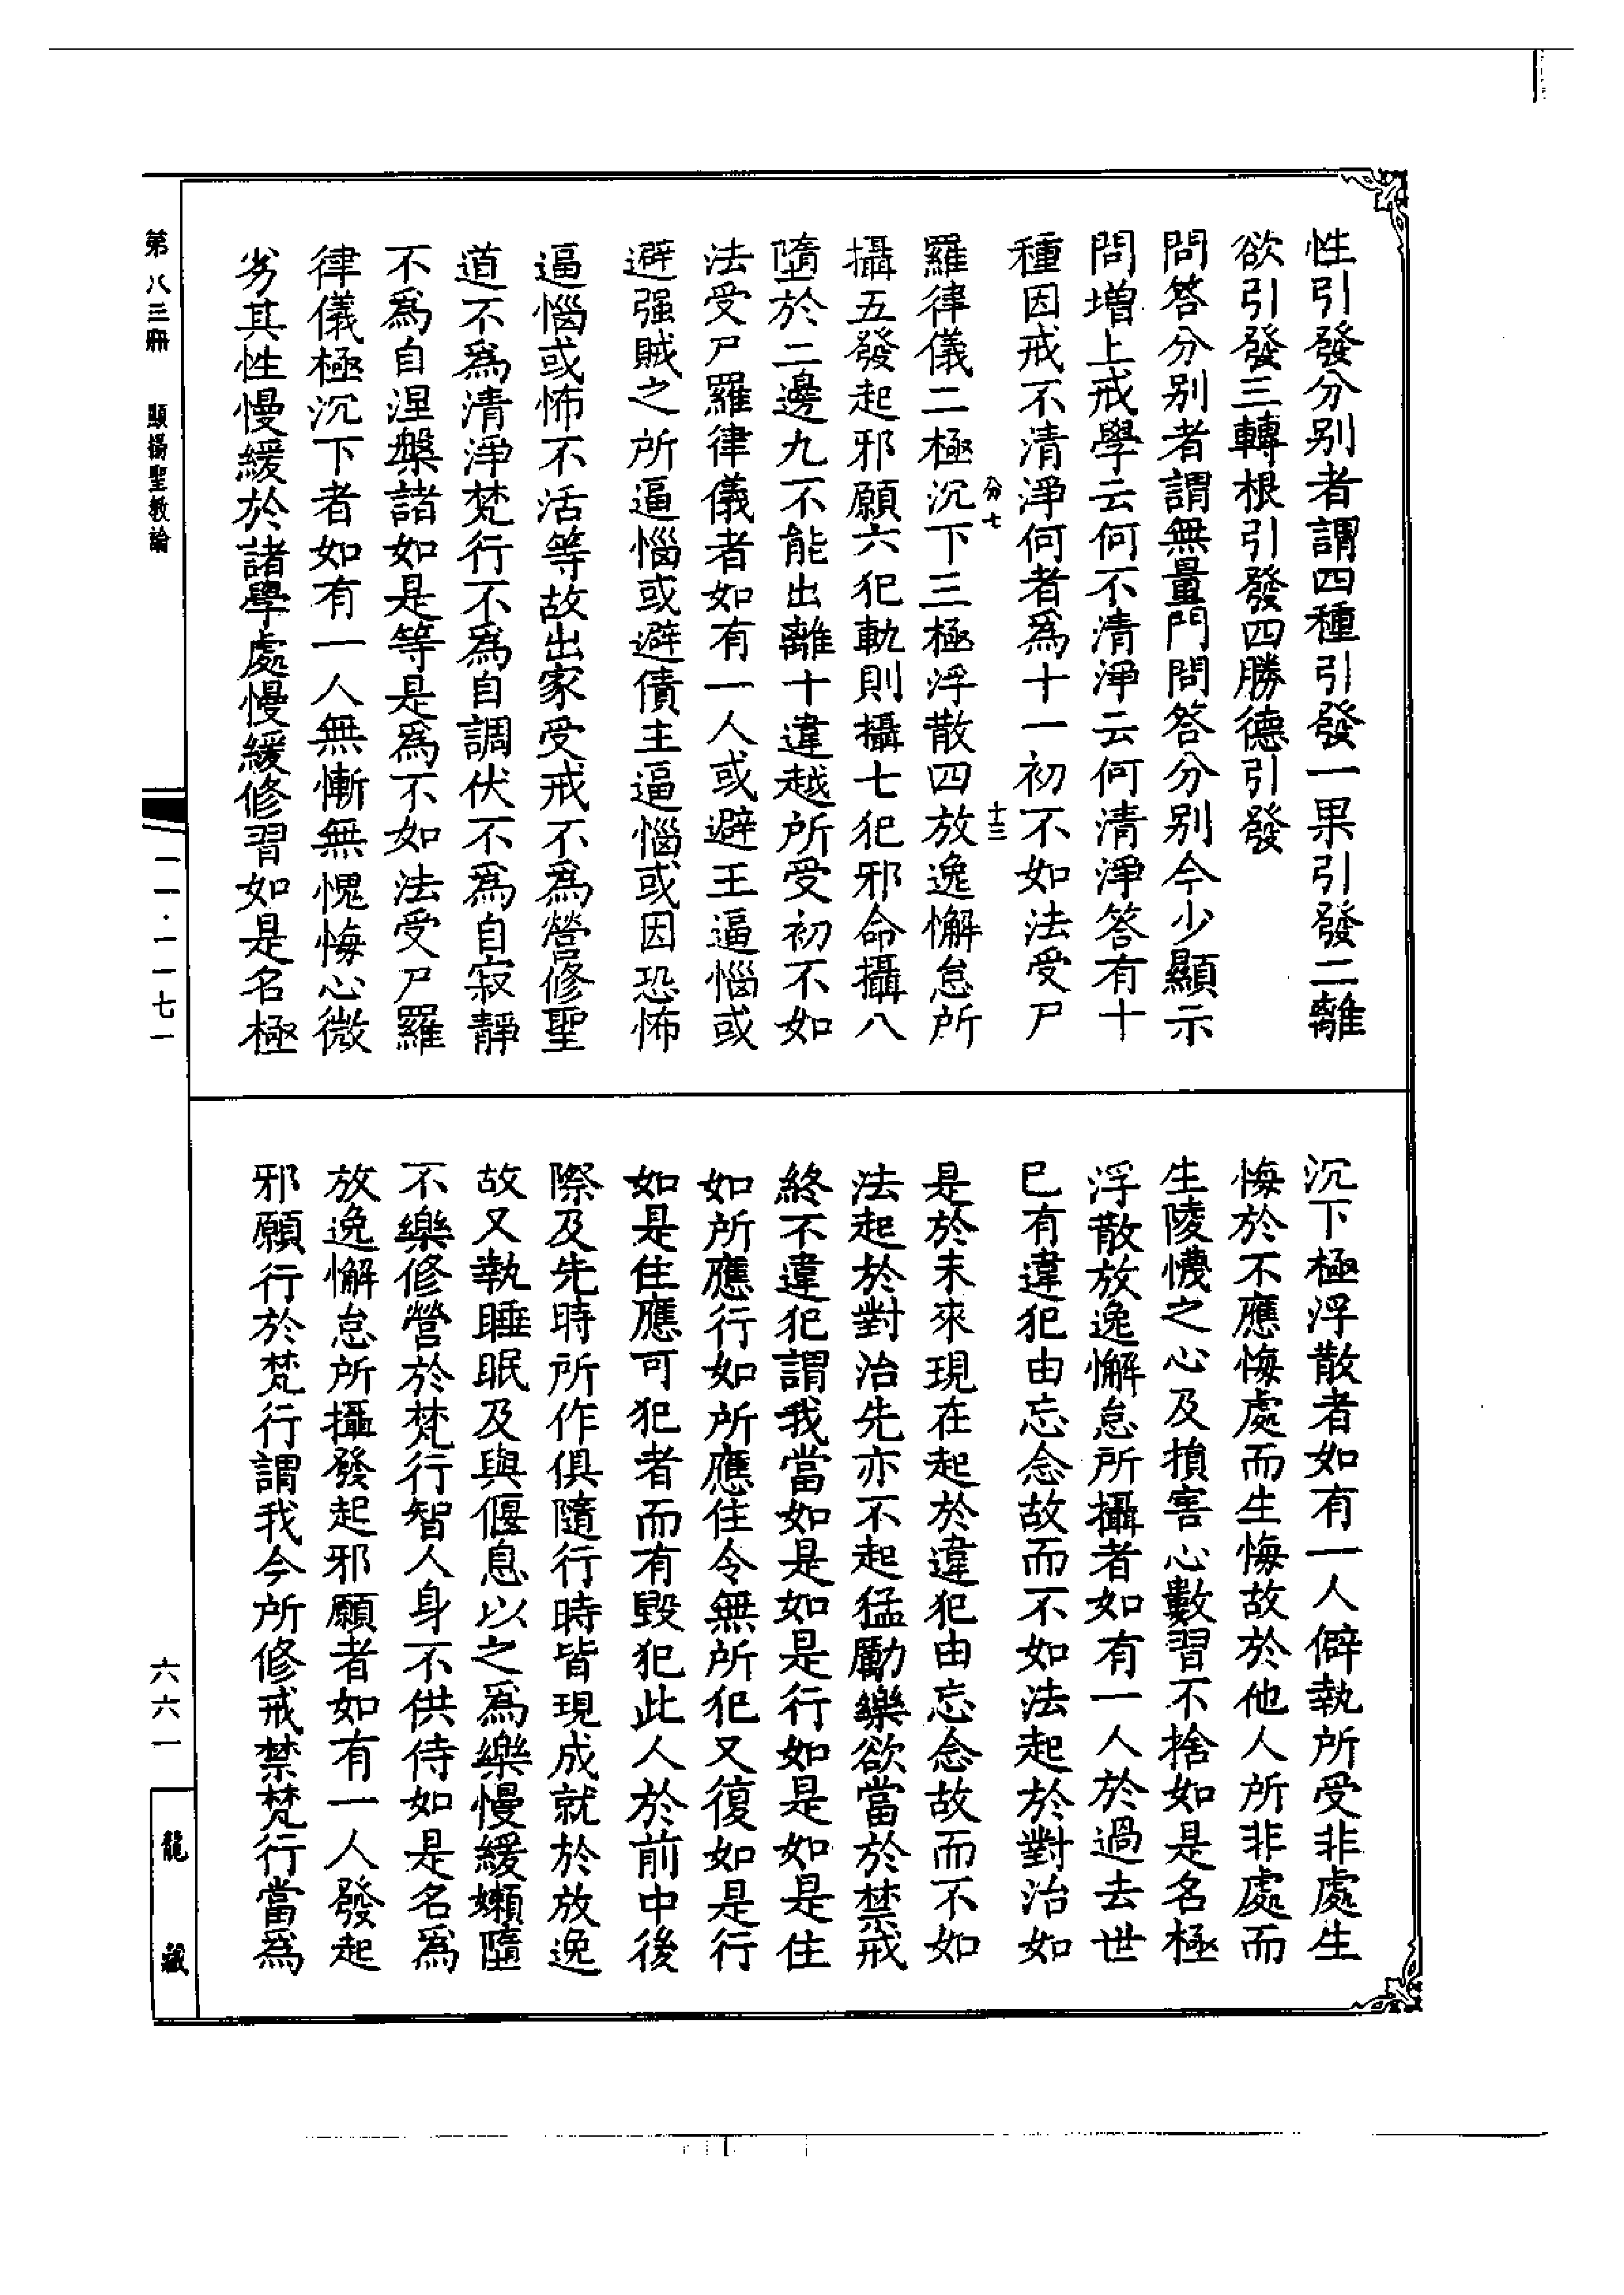 性引發分别者謂四種引發一果引發二離
欲引發三轉根引發四勝德引發
問答分别者謂無量門問答分别今少顯示
問增上戒學云何不清淨云何清淨答有十
種因戒不清淨何者爲十一初不如法受尸
分七
十三
羅律儀二極沉下三極浮散四放逸懈怠所
攝五發起邪願六犯軌則攝七犯邪命攝八
墮於二邊九不能出離十違越所受初不如
法受尸羅律儀者如有一人或避王逼惱或
避强賊之所逼惱或避債主逼惱或因恐怖
逼惱或怖不活等故出家受戒不爲營修聖
道不爲清淨梵行不爲自調伏不爲自寂靜
不爲自涅槃諸如是等是爲不如法受尸羅
律儀極沉下者如有一人無慚無愧悔心微
劣其性慢緩於諸學處慢緩修習如是名極
沉下極浮散者如有一人僻執所受非處生
悔於不應悔處而生悔故於他人所非處而
生陵懱之心及損害心數習不捨如是名極
浮散放逸懈怠所攝者如有一人於過去世
已有違犯由忘念故而不如法起於對治如
是於未來現在起於違犯由忘念故而不如
法起於對治先亦不起猛勵樂欲當於禁戒
終不違犯謂我當如是如是行如是如是住
如所應行如所應住令無所犯又復如是行
如是住應可犯者而有毀犯此人於前中後
際及先時所作俱隨行時皆現成就於放逸
故又執睡眠及與偃息以之爲樂慢緩嬾墮
不樂修營於梵行智人身不供侍如是名爲
放逸懈怠所攝發起邪願者如有一人發起
邪願行於梵行謂我今所修戒禁梵行當爲
第八三冊 顯揚聖教論
一一·一一七一
六六一
龍藏